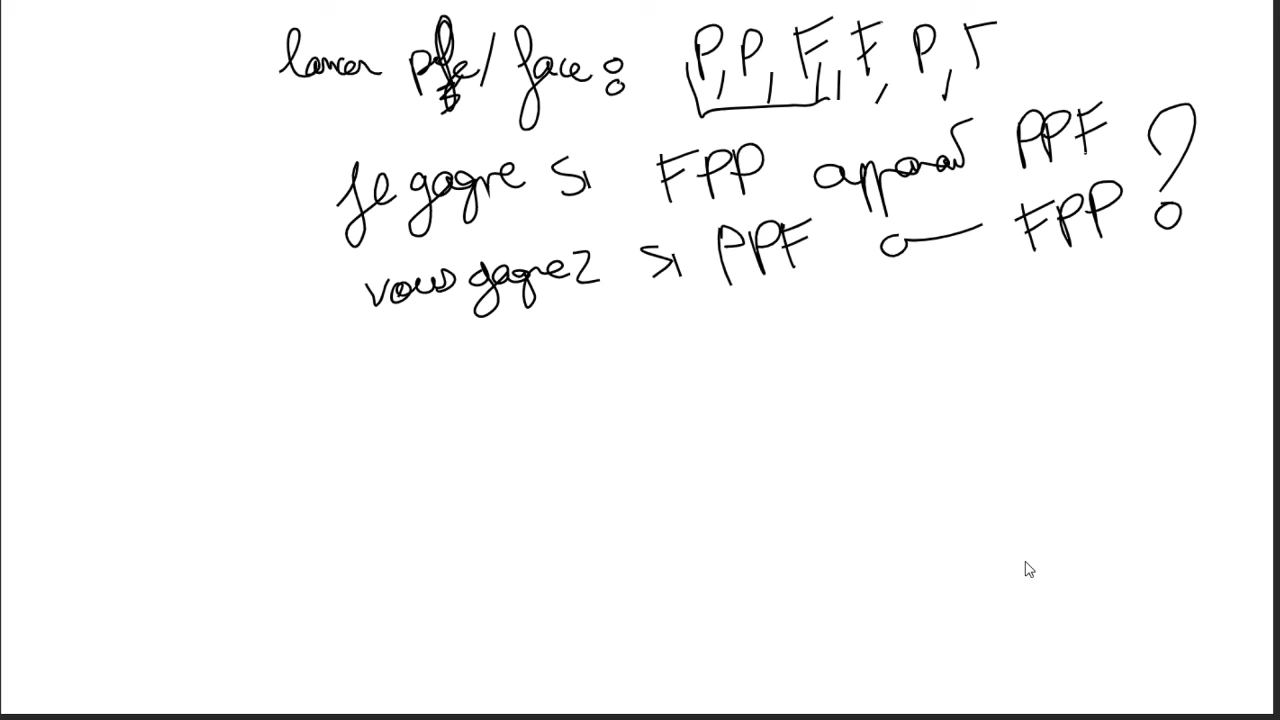 lancer pile/face : P, P, F, F, P, F
Je gagne si FPP apparaît PPF ?
vous gagnez si PPF — FPP